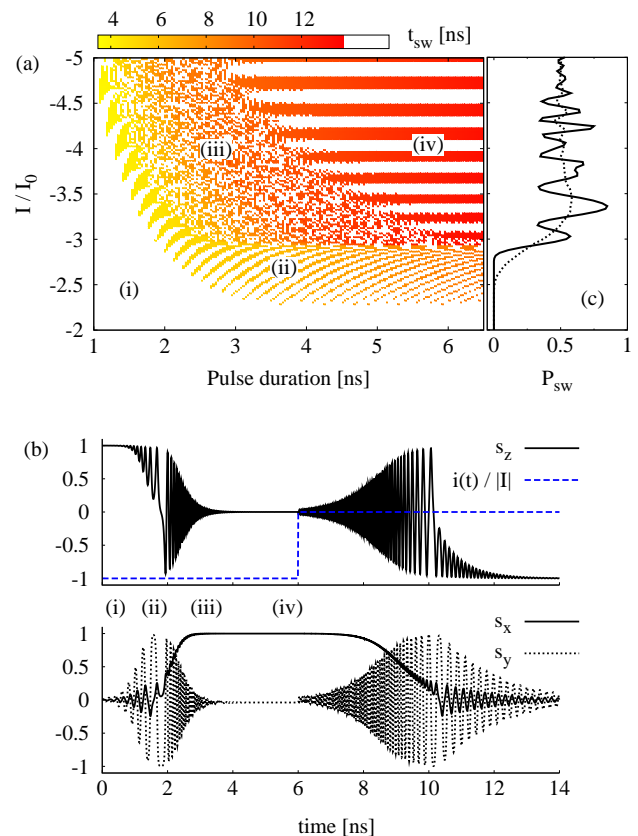 4 6 8 10 12 t_sw [ns]
(a)
-5
-4.5
-4
-3.5
-3
-2.5
-2
I / I_0
(i)
(ii)
(iii)
(iv)
1 2 3 4 5 6
Pulse duration [ns]
(c)
0 0.5 1
P_sw
(b)
1
0.5
0
-0.5
-1
s_z
i(t) / |I|
(i) (ii) (iii) (iv)
1
0.5
0
-0.5
-1
s_x
s_y
0 2 4 6 8 10 12 14
time [ns]